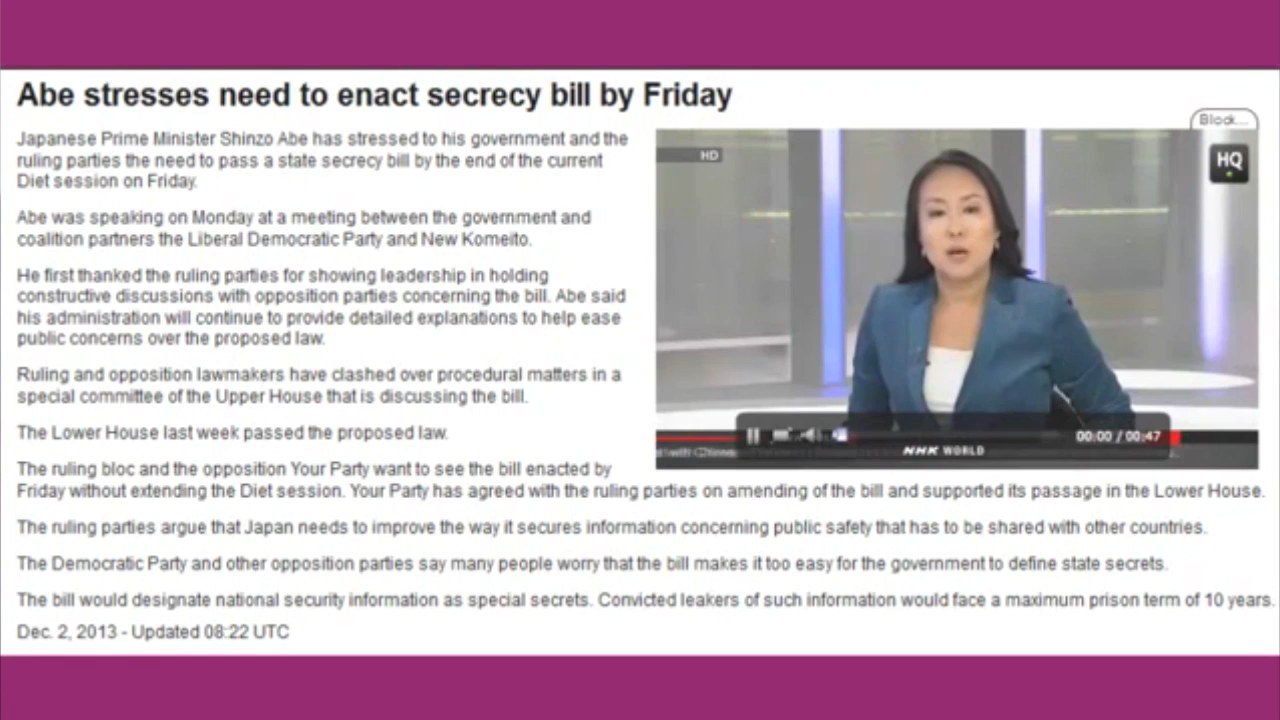 Abe stresses need to enact secrecy bill by Friday
Japanese Prime Minister Shinzo Abe has stressed to his government and the
ruling parties the need to pass a state secrecy bill by the end of the current
Diet session on Friday.
Abe was speaking on Monday at a meeting between the government and
coalition partners the Liberal Democratic Party and New Komeito.
He first thanked the ruling parties for showing leadership in holding
constructive discussions with opposition parties concerning the bill. Abe said
his administration will continue to provide detailed explanations to help ease
public concerns over the proposed law.
Ruling and opposition lawmakers have clashed over procedural matters in a
special committee of the Upper House that is discussing the bill.
The Lower House last week passed the proposed law.
The ruling bloc and the opposition Your Party want to see the bill enacted by
Friday without extending the Diet session. Your Party has agreed with the ruling parties on amending of the bill and supported its passage in the Lower House.
The ruling parties argue that Japan needs to improve the way it secures information concerning public safety that has to be shared with other countries.
The Democratic Party and other opposition parties say many people worry that the bill makes it too easy for the government to define state secrets.
The bill would designate national security information as special secrets. Convicted leakers of such information would face a maximum prison term of 10 years.
Dec. 2, 2013 - Updated 08:22 UTC
Block...
HD
HQ
00:00 / 00:47
NHK WORLD